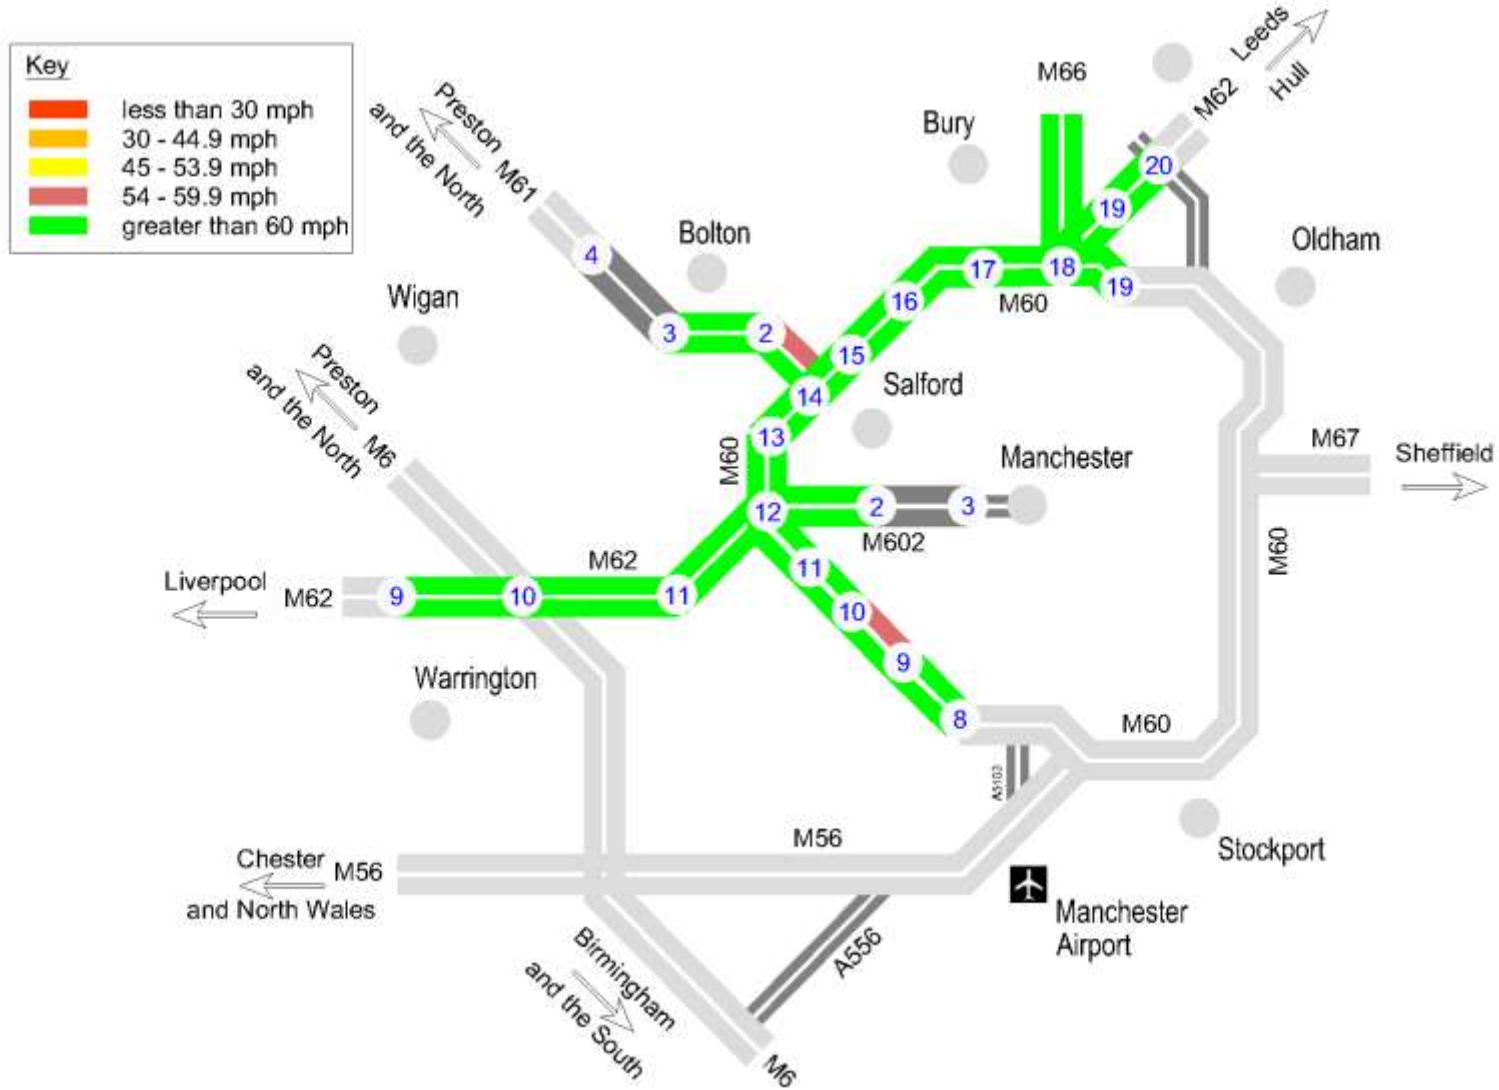 Key
less than 30 mph
30 - 44.9 mph
45 - 53.9 mph
54 - 59.9 mph
greater than 60 mph
Preston
and the North
M61
M66
Leeds
Hull
M62
Bury
20
19
Bolton
Oldham
4
17
18
19
16
M60
Wigan
3
2
15
Preston
and the North
M6
14
Salford
13
M60
M67
Sheffield
Manchester
12
2
3
M602
M60
M62
11
Liverpool
M62
9
10
11
10
9
Warrington
8
M60
A5103
M56
Stockport
Chester
M56
and North Wales
Manchester
Airport
A556
Birmingham
and the South
M6